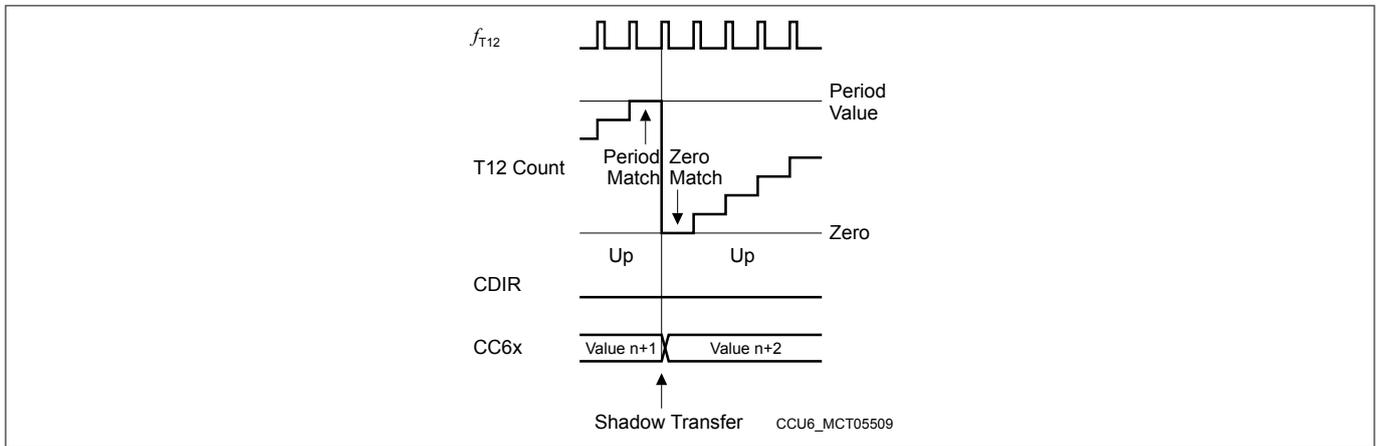 fT12
Period
Value
T12 Count
Period Zero
Match Match
Zero
Up Up
CDIR
CC6x Value n+1 Value n+2
Shadow Transfer CCU6_MCT05509